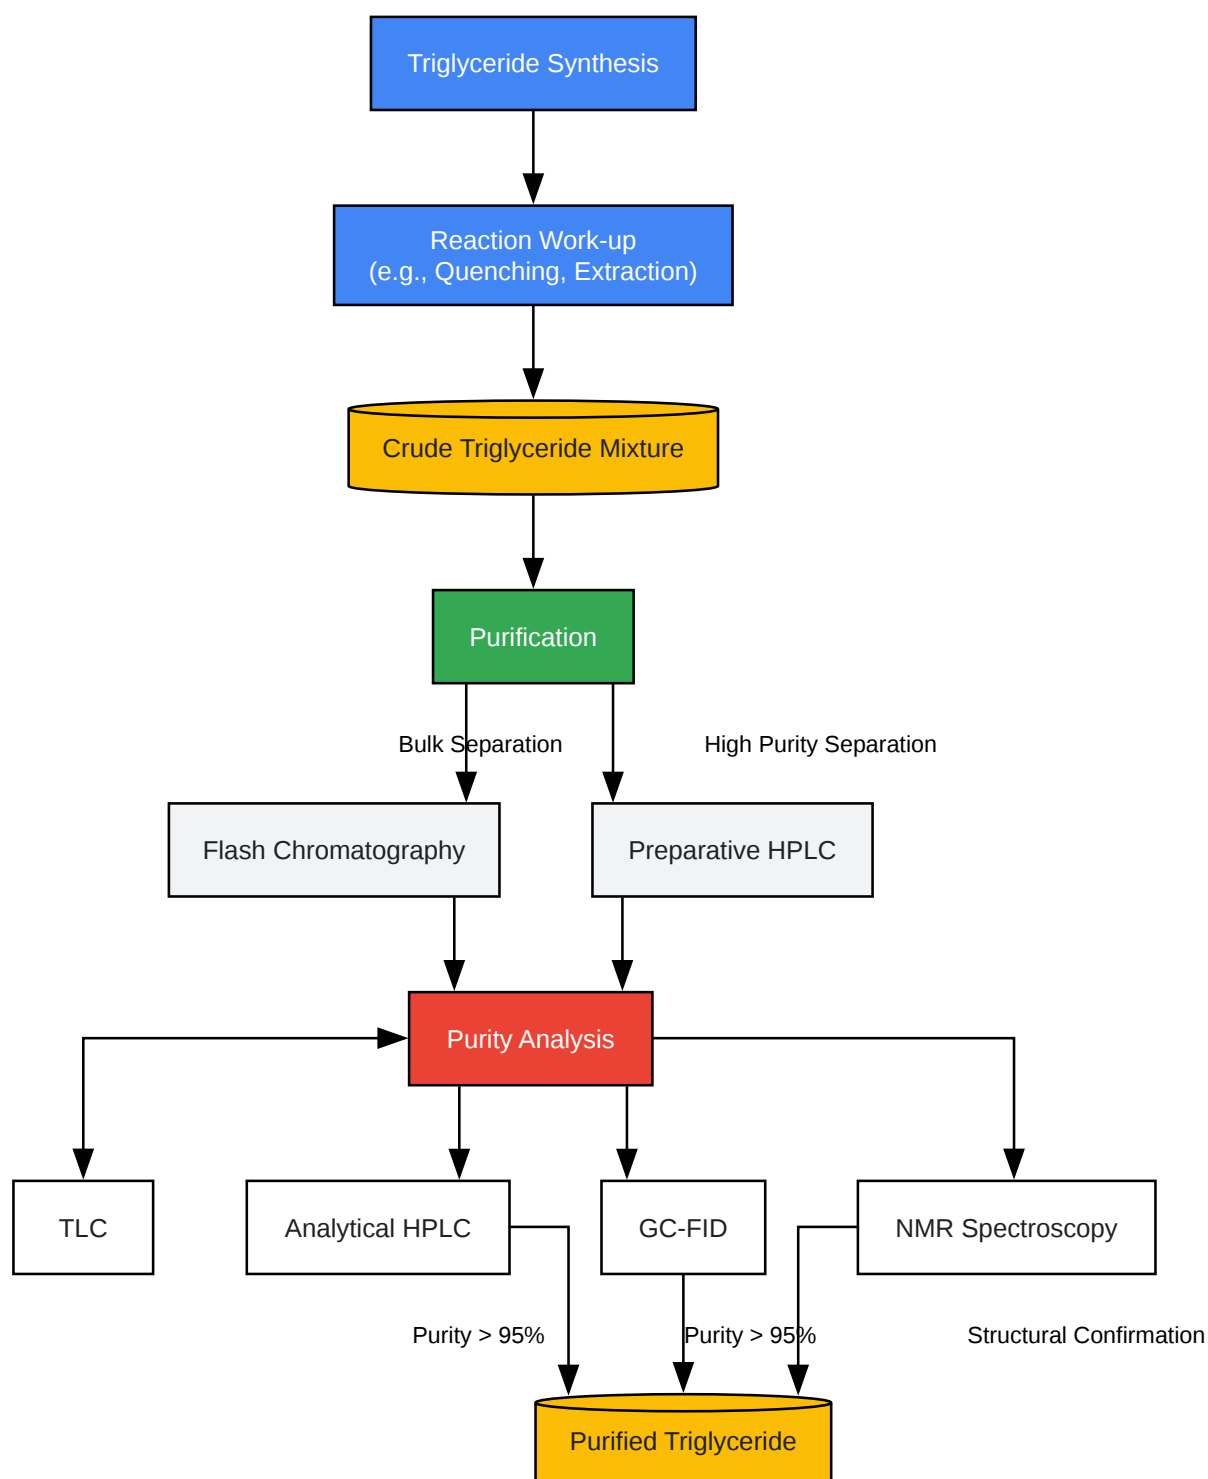 Triglyceride Synthesis
Reaction Work-up
(e.g., Quenching, Extraction)
Crude Triglyceride Mixture
Purification
Bulk Separation
High Purity Separation
Flash Chromatography
Preparative HPLC
Purity Analysis
TLC
Analytical HPLC
GC-FID
NMR Spectroscopy
Purity > 95%
Purity > 95%
Structural Confirmation
Purified Triglyceride